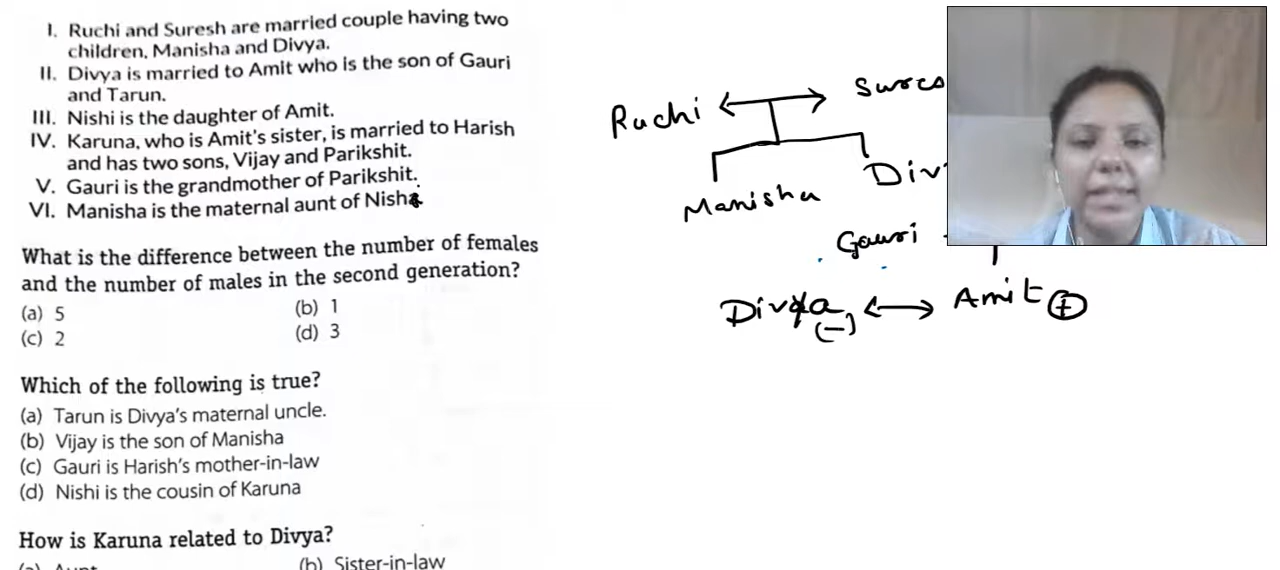 I. Ruchi and Suresh are married couple having two
children, Manisha and Divya.
II. Divya is married to Amit who is the son of Gauri
and Tarun.
III. Nishi is the daughter of Amit.
IV. Karuna, who is Amit's sister, is married to Harish
and has two sons, Vijay and Parikshit.
V. Gauri is the grandmother of Parikshit.
VI. Manisha is the maternal aunt of
What is the difference between the number of females
and the number of males in the second generation?
(a) 5 (b) 1
(c) 2 (d) 3
Which of the following is true?
(a) Tarun is Divya's maternal uncle.
(b) Vijay is the son of Manisha
(c) Gauri is Harish's mother-in-law
(d) Nishi is the cousin of Karuna
How is Karuna related to Divya?
(a) Aunt (b) Sister-in-law
Ruchi Sures
Manisha Div
Gauri
Divya (-) Amit +